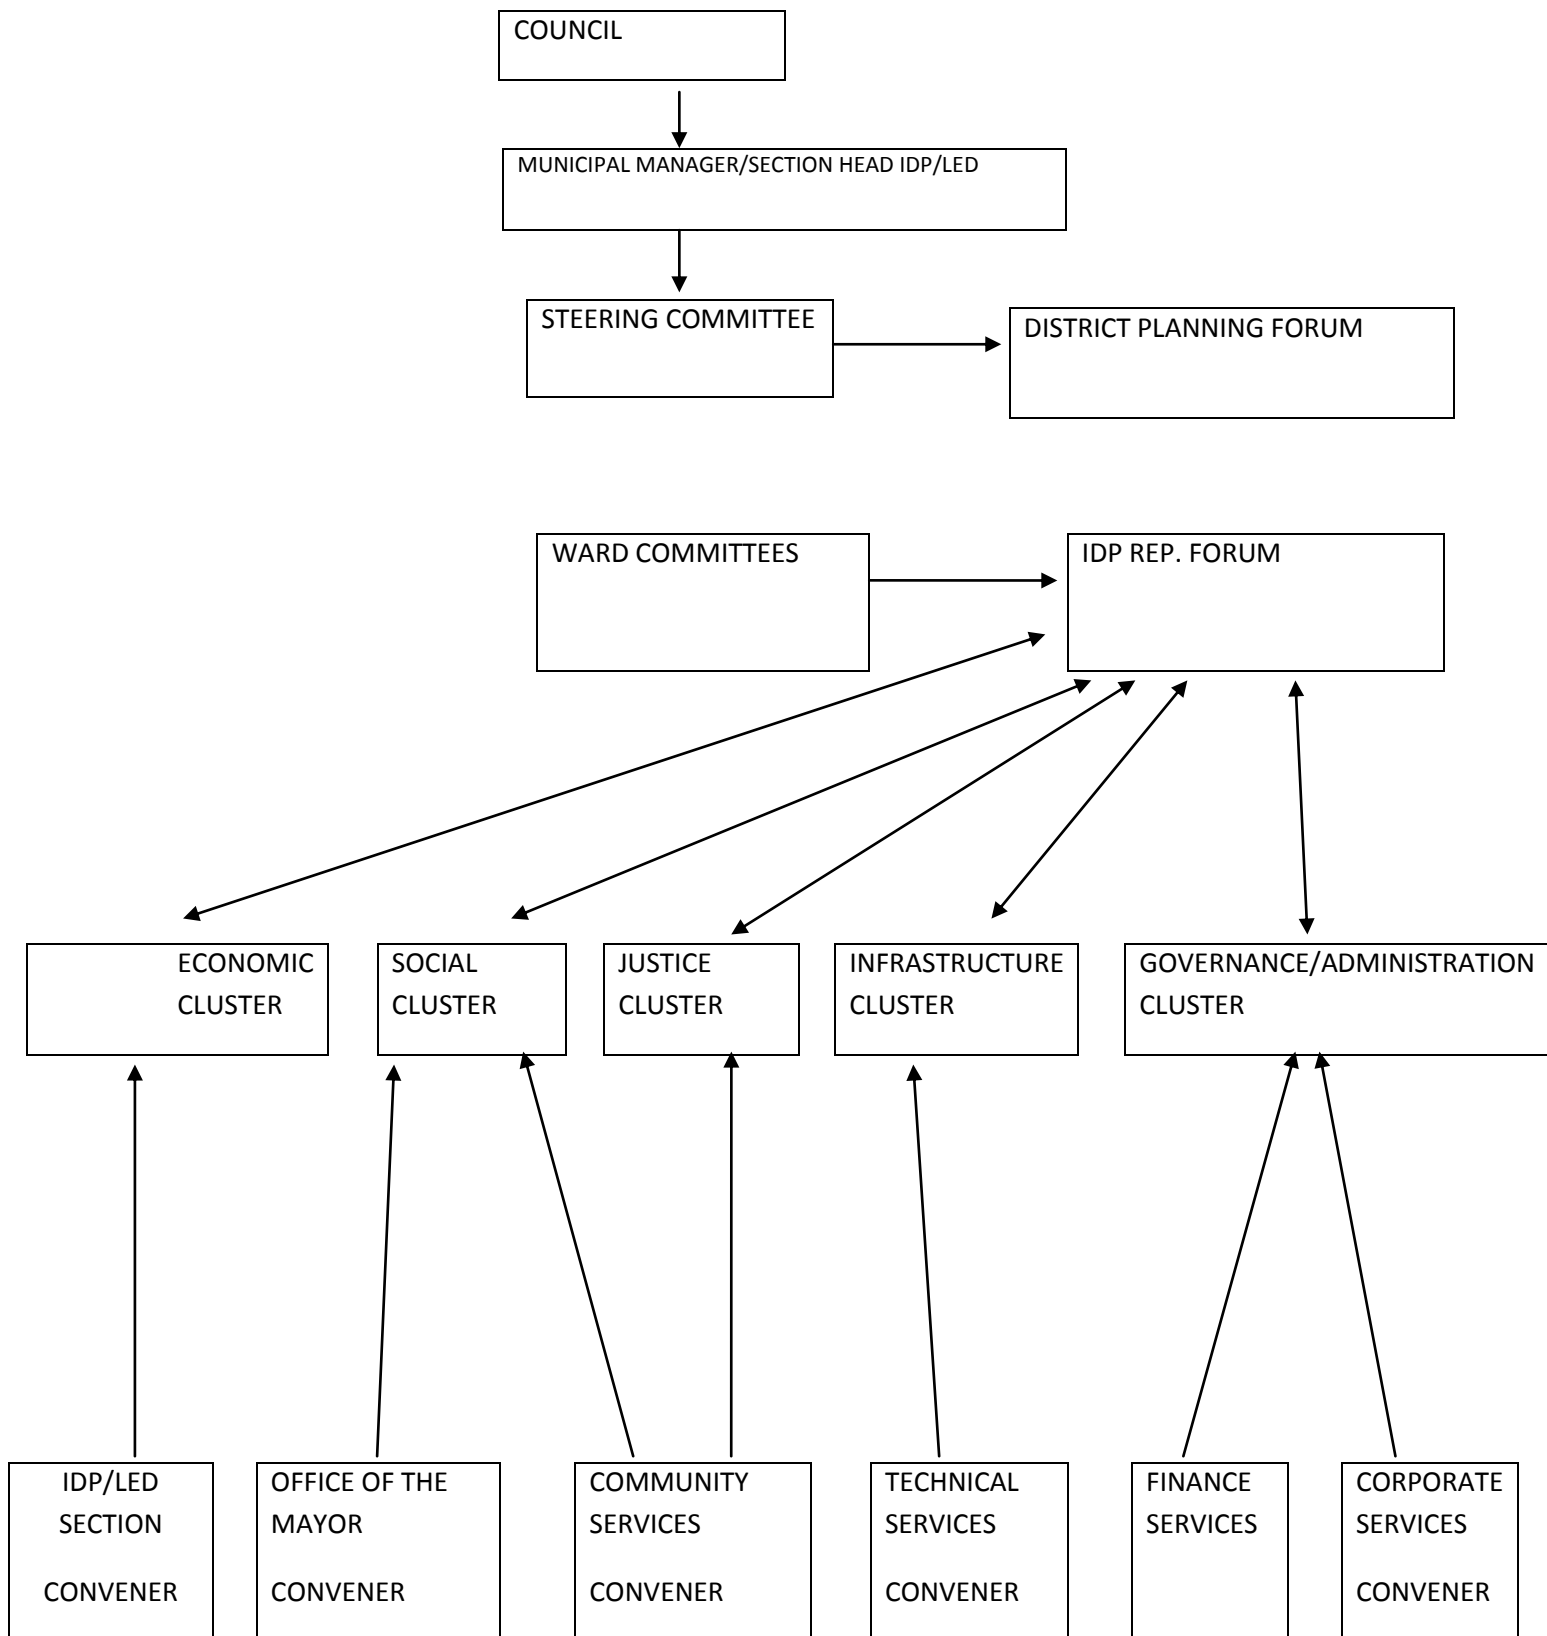 COUNCIL
MUNICIPAL MANAGER/SECTION HEAD IDP/LED
STEERING COMMITTEE
DISTRICT PLANNING FORUM
WARD COMMITTEES
IDP REP. FORUM
ECONOMIC
CLUSTER
SOCIAL
CLUSTER
JUSTICE
CLUSTER
INFRASTRUCTURE
CLUSTER
GOVERNANCE/ADMINISTRATION
CLUSTER
IDP/LED
SECTION
CONVENER
OFFICE OF THE
MAYOR
CONVENER
COMMUNITY
SERVICES
CONVENER
TECHNICAL
SERVICES
CONVENER
FINANCE
SERVICES
CORPORATE
SERVICES
CONVENER